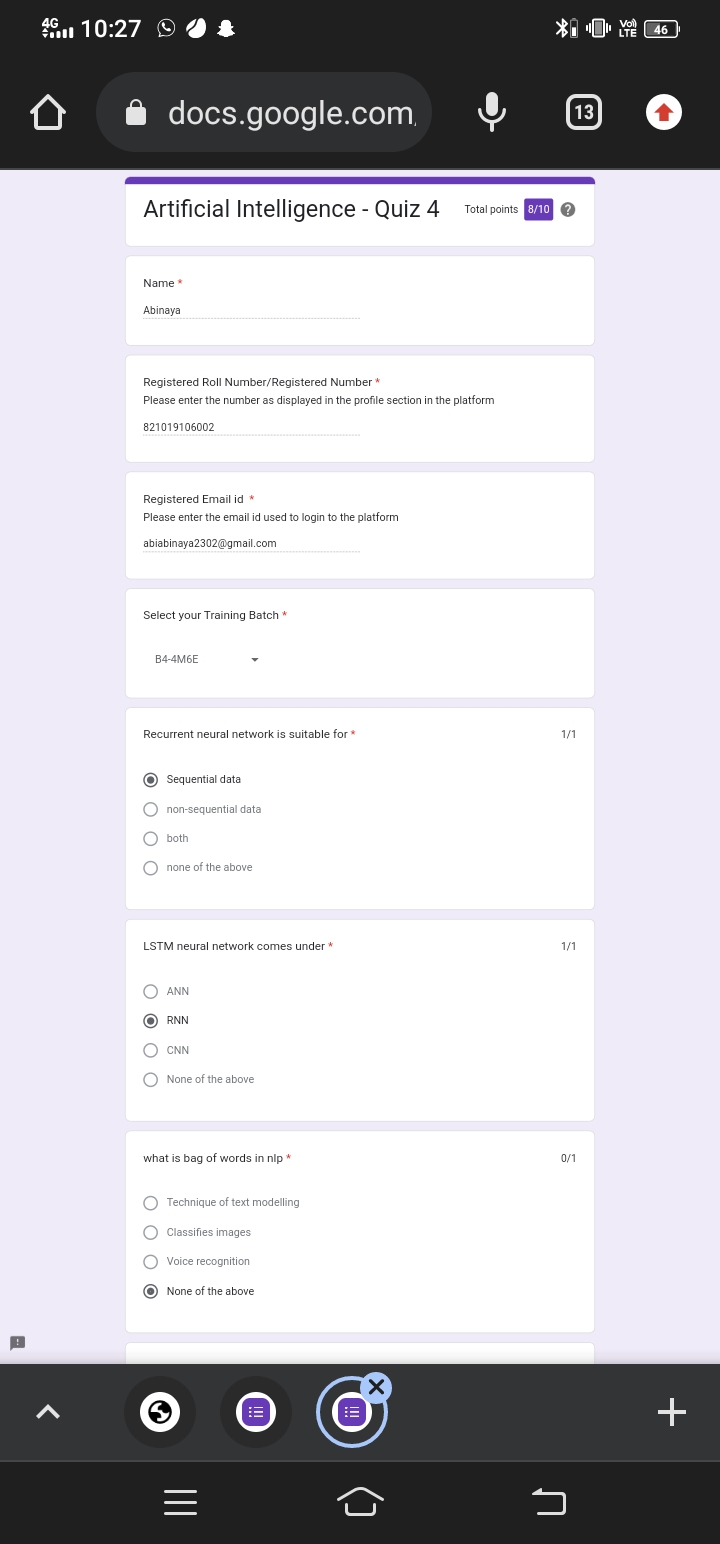 4G 10:27 Vo) LTE 46
docs.google.com 13
Artificial Intelligence - Quiz 4 Total points 8/10 ?
Name *
Abinaya
Registered Roll Number/Registered Number *
Please enter the number as displayed in the profile section in the platform
821019106002
Registered Email id *
Please enter the email id used to login to the platform
abiabinaya2302@gmail.com
Select your Training Batch *
B4-4M6E
Recurrent neural network is suitable for * 1/1
Sequential data
non-sequential data
both
none of the above
LSTM neural network comes under * 1/1
ANN
RNN
CNN
None of the above
what is bag of words in nlp * 0/1
Technique of text modelling
Classifies images
Voice recognition
None of the above